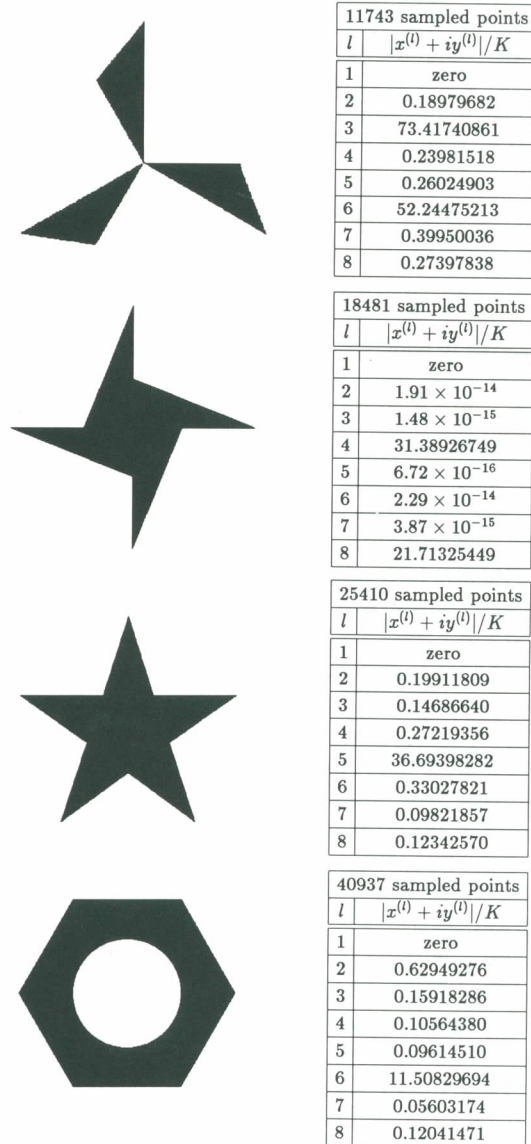 11743 sampled points
l |x^{(l)} + iy^{(l)}|/K
1 zero
2 0.18979682
3 73.41740861
4 0.23981518
5 0.26024903
6 52.24475213
7 0.39950036
8 0.27397838
18481 sampled points
l |x^{(l)} + iy^{(l)}|/K
1 zero
2 1.91 × 10^{−14}
3 1.48 × 10^{−15}
4 31.38926749
5 6.72 × 10^{−16}
6 2.29 × 10^{−14}
7 3.87 × 10^{−15}
8 21.71325449
25410 sampled points
l |x^{(l)} + iy^{(l)}|/K
1 zero
2 0.19911809
3 0.14686640
4 0.27219356
5 36.69398282
6 0.33027821
7 0.09821857
8 0.12342570
40937 sampled points
l |x^{(l)} + iy^{(l)}|/K
1 zero
2 0.62949276
3 0.15918286
4 0.10564380
5 0.09614510
6 11.50829694
7 0.05603174
8 0.12041471